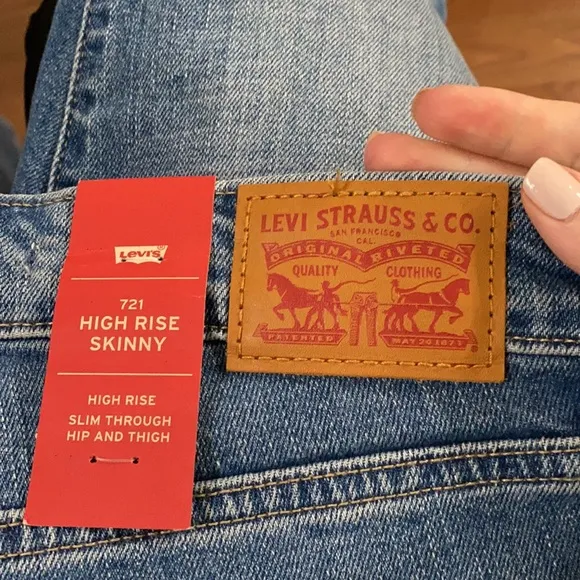 Levi's
721
HIGH RISE
SKINNY
HIGH RISE
SLIM THROUGH
HIP AND THIGH
LEVI STRAUSS & CO.
SAN FRANCISCO
CAL.
ORIGINAL RIVETED
QUALITY CLOTHING
PATENTED MAY 20 1873
®